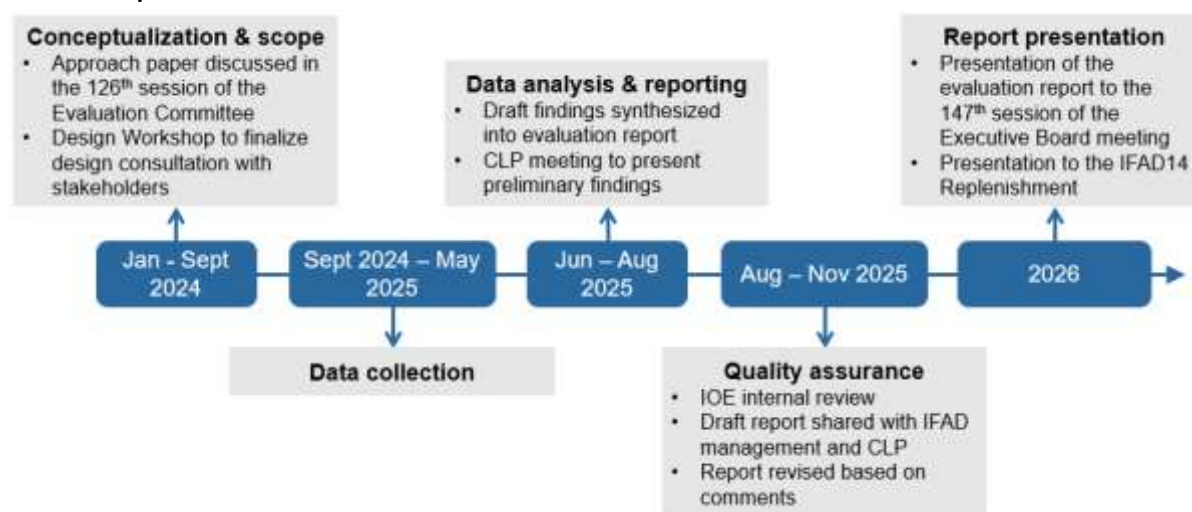 Conceptualization & scope
• Approach paper discussed in
the 126th session of the
Evaluation Committee
• Design Workshop to finalize
design consultation with
stakeholders
Data analysis & reporting
• Draft findings synthesized
into evaluation report
• CLP meeting to present
preliminary findings
Report presentation
• Presentation of the
evaluation report to the
147th session of the
Executive Board meeting
• Presentation to the IFAD14
Replenishment
Jan - Sept
2024
Sept 2024 – May
2025
Jun – Aug
2025
Aug – Nov 2025
2026
Data collection
Quality assurance
• IOE internal review
• Draft report shared with IFAD
management and CLP
• Report revised based on
comments